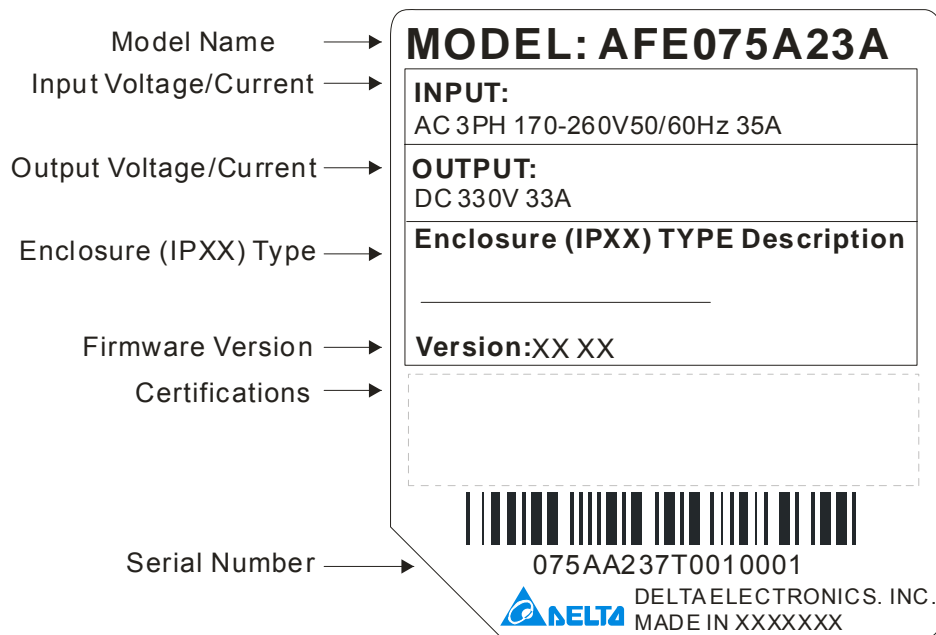 Model Name
MODEL: AFE075A23A
Input Voltage/Current
INPUT:
AC 3PH 170-260V50/60Hz 35A
Output Voltage/Current
OUTPUT:
DC 330V 33A
Enclosure (IPXX) Type
Enclosure (IPXX) TYPE Description
Firmware Version
Version:XX XX
Certifications
Serial Number
075AA237T0010001
DELTA
DELTA ELECTRONICS. INC.
MADE IN XXXXXXX